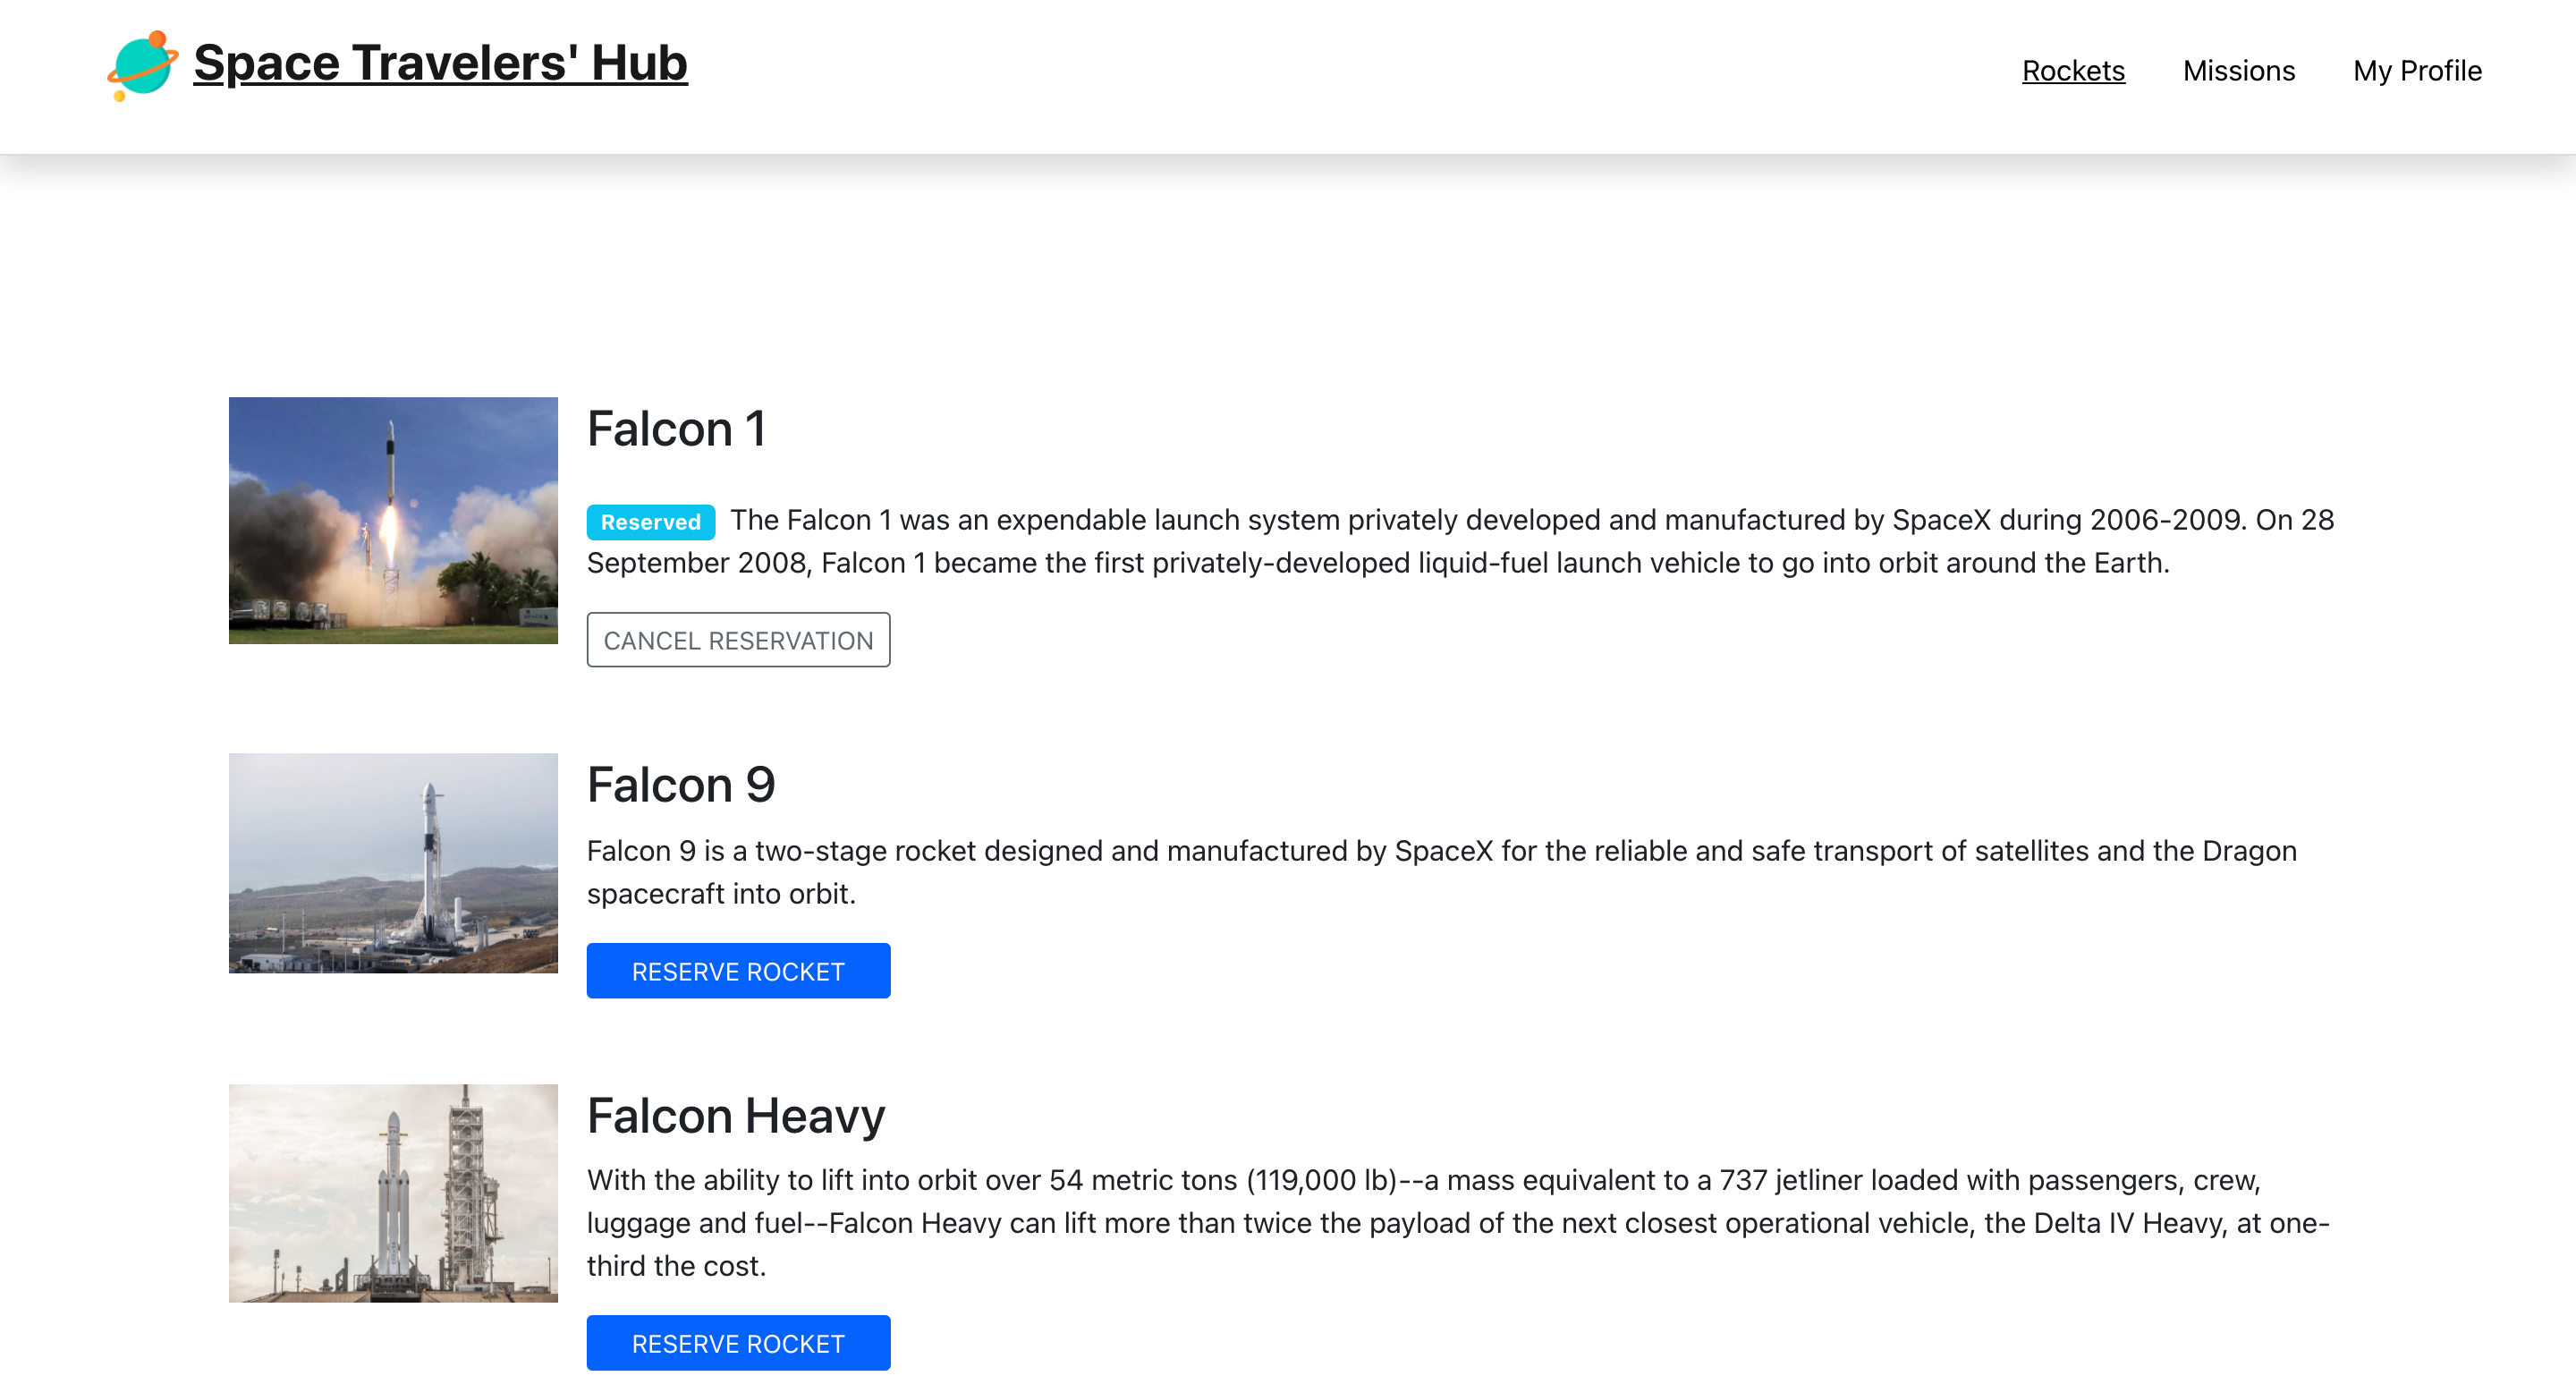 Space Travelers' Hub
Rockets
Missions
My Profile
Falcon 1
Reserved The Falcon 1 was an expendable launch system privately developed and manufactured by SpaceX during 2006-2009. On 28
September 2008, Falcon 1 became the first privately-developed liquid-fuel launch vehicle to go into orbit around the Earth.
CANCEL RESERVATION
Falcon 9
Falcon 9 is a two-stage rocket designed and manufactured by SpaceX for the reliable and safe transport of satellites and the Dragon
spacecraft into orbit.
RESERVE ROCKET
Falcon Heavy
With the ability to lift into orbit over 54 metric tons (119,000 lb)--a mass equivalent to a 737 jetliner loaded with passengers, crew,
luggage and fuel--Falcon Heavy can lift more than twice the payload of the next closest operational vehicle, the Delta IV Heavy, at one-
third the cost.
RESERVE ROCKET